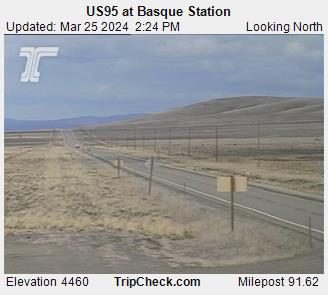 US95 at Basque Station
Updated: Mar 25 2024 2:24 PM Looking North
Elevation 4460 TripCheck.com Milepost 91.62